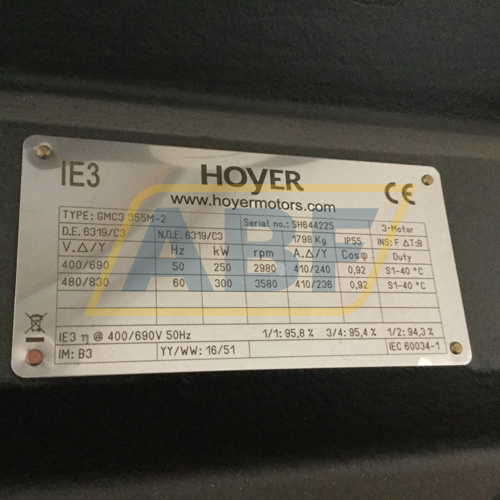 IE3 HOYER CE
www.hoyermotors.com
TYPE: GMC3 355M-2 Serial no.: SH644225 3-Motor
D.E. 6319/C3 N.D.E. 6319/C3 1798 Kg IP55 INS: F ΔT:B
V.△/Y Hz kW rpm A.△/Y Cosφ Duty
400/690 50 250 2980 410/240 0,92 S1-40 °C
480/830 60 300 3580 410/236 0,92 S1-40 °C
IE3 η @ 400/690V 50Hz 1/1: 95,8 % 3/4: 95,4 % 1/2: 94,3 %
IM: B3 YY/WW: 16/51 IEC 60034-1
ABF